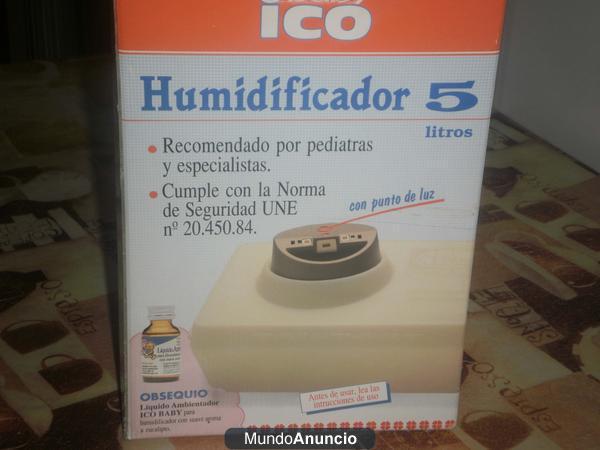 ICO
Humidificador 5
litros
• Recomendado por pediatras
y especialistas.
• Cumple con la Norma
de Seguridad UNE
nº 20.450.84.
con punto de luz
OBSEQUIO
Líquido Ambientador
ICO BABY para
humidificador con suave aroma
a eucalipto.
Antes de usar, lea las
intrucciones de uso
ESPRESSO
MundoAnuncio